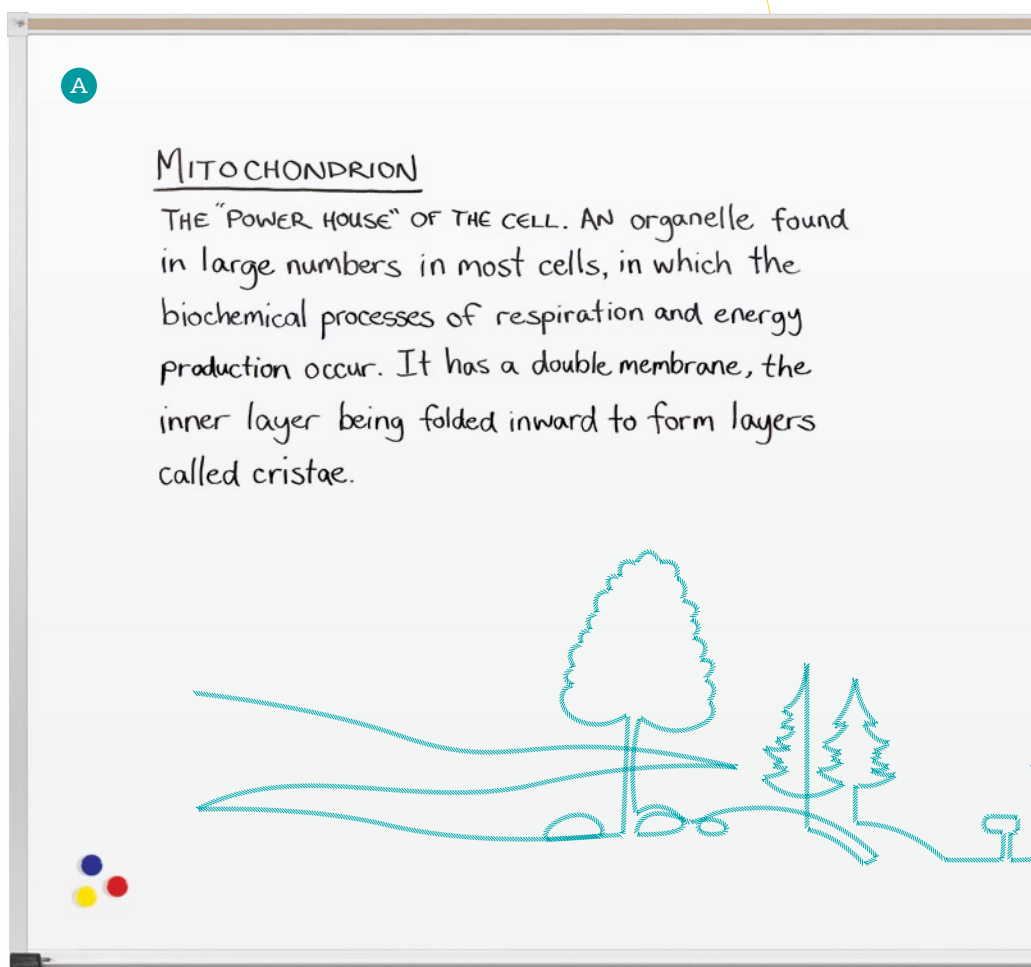 A
MITOCHONDRION
THE "POWER HOUSE" OF THE CELL. AN organelle found
in large numbers in most cells, in which the
biochemical processes of respiration and energy
production occur. It has a double membrane, the
inner layer being folded inward to form layers
called cristae.